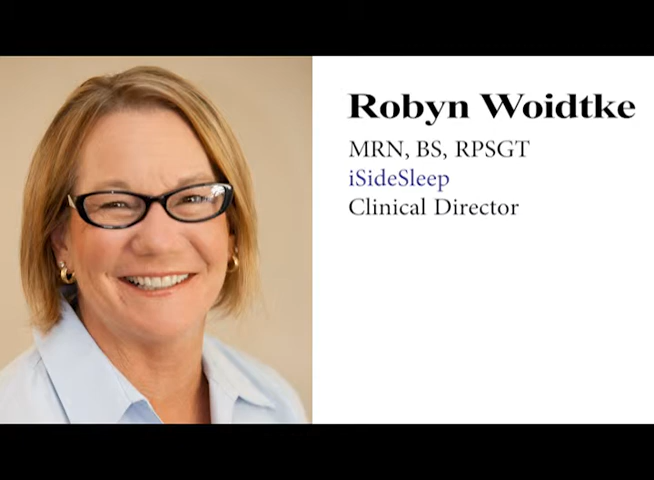 Robyn Woidtke
MRN, BS, RPSGT
iSideSleep
Clinical Director